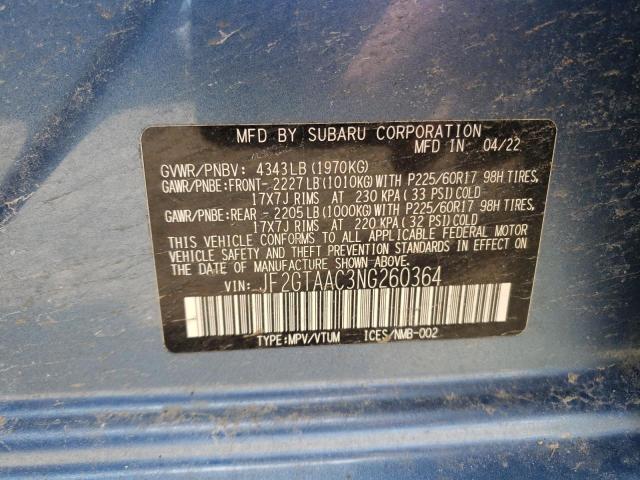 MFD BY SUBARU CORPORATION
MFD IN 04/22
GVWR/PNBV: 4343LB (1970KG)
GAWR/PNBE:FRONT- 2227LB(1010KG)WITH P225/60R17 98H TIRES,
17X7J RIMS AT 230 KPA(33 PSI)COLD
GAWR/PNBE:REAR - 2205LB(1000KG)WITH P225/60R17 98H TIRES,
17X7J RIMS AT 220 KPA(32 PSI)COLD
THIS VEHICLE CONFORMS TO ALL APPLICABLE FEDERAL MOTOR
VEHICLE SAFETY AND THEFT PREVENTION STANDARDS IN EFFECT
ON THE DATE OF MANUFACTURE SHOWN ABOVE.
VIN: JF2GTAAC3NG260364
TYPE:MPV/VTUM ICES/NMB-002